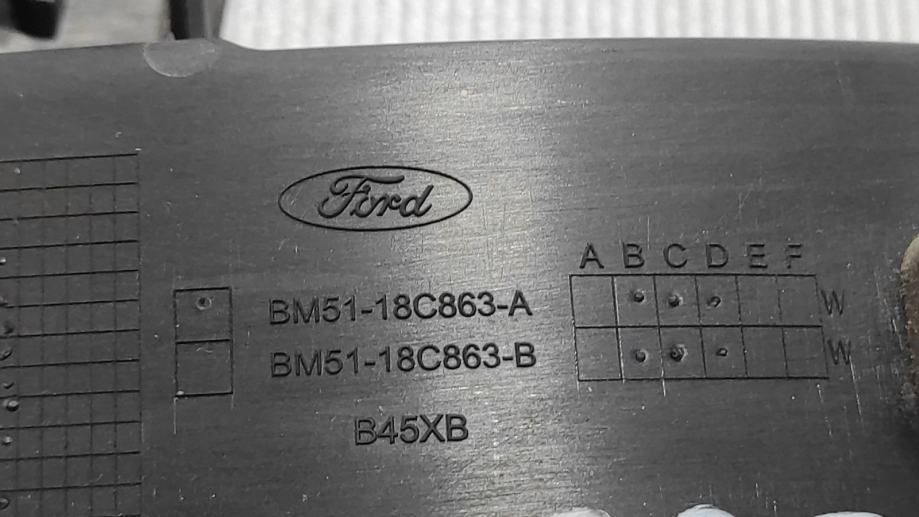 Ford
A B C D E F
BM51-18C863-A W
BM51-18C863-B W
B45XB